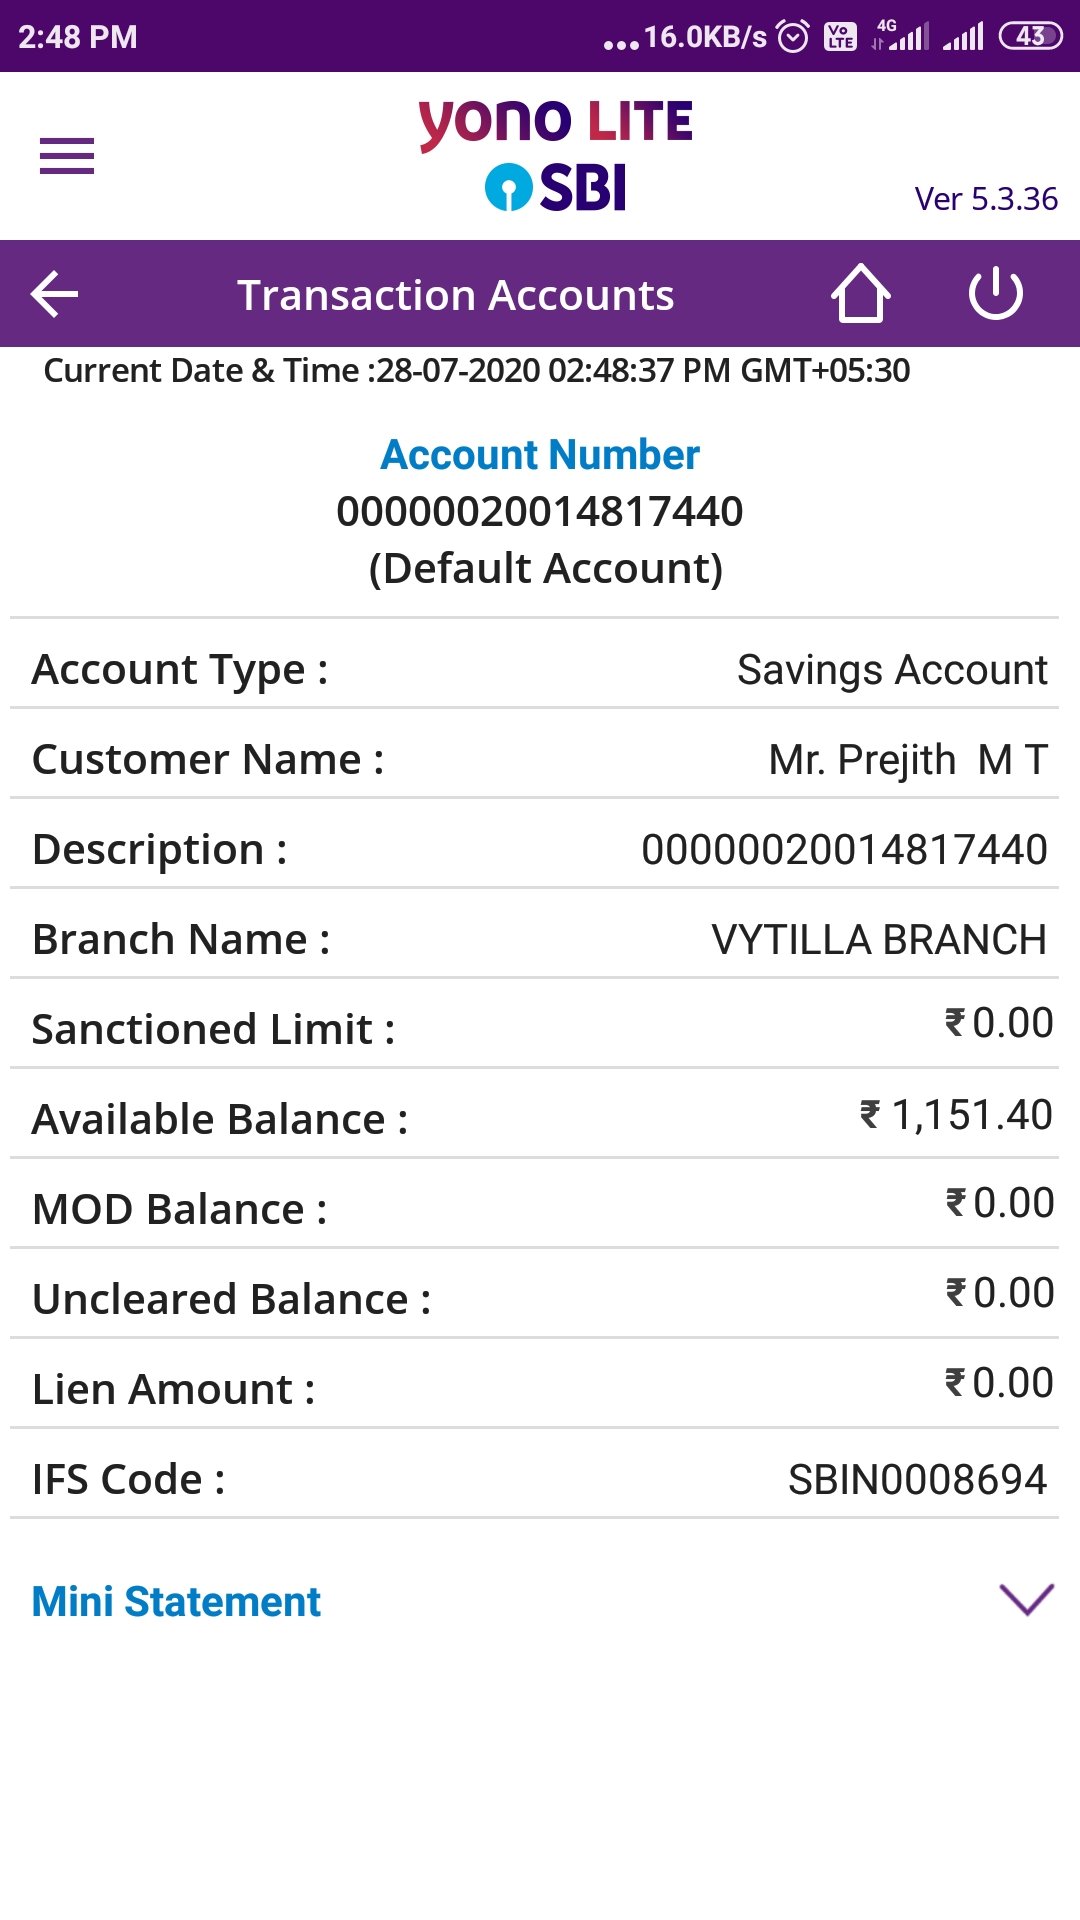 2:48 PM ...16.0KB/s Vo LTE 4G 43
yono LITE
SBI
Ver 5.3.36
Transaction Accounts
Current Date & Time :28-07-2020 02:48:37 PM GMT+05:30
Account Number
00000020014817440
(Default Account)
Account Type : Savings Account
Customer Name : Mr. Prejith  M T
Description : 00000020014817440
Branch Name : VYTILLA BRANCH
Sanctioned Limit : ₹0.00
Available Balance : ₹ 1,151.40
MOD Balance : ₹0.00
Uncleared Balance : ₹0.00
Lien Amount : ₹0.00
IFS Code : SBIN0008694
Mini Statement